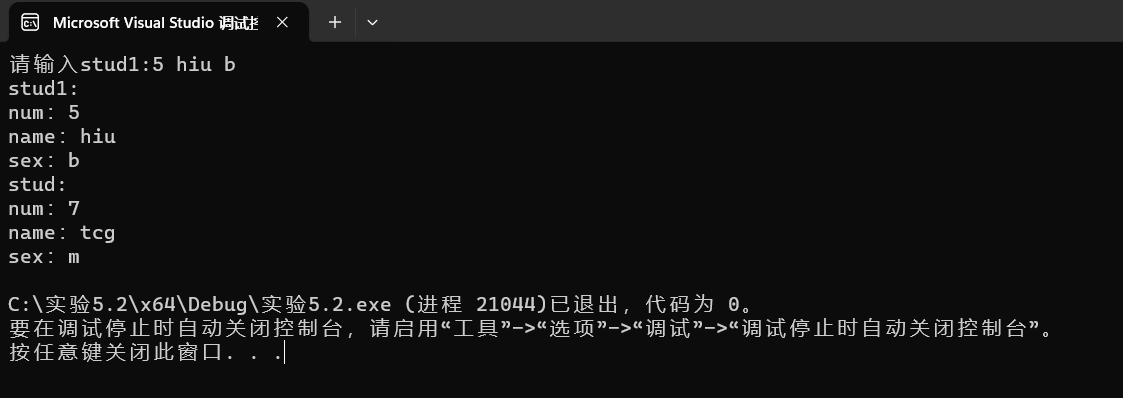 Microsoft Visual Studio 调试
请输入stud1:5 hiu b
stud1:
num: 5
name: hiu
sex: b
stud:
num: 7
name: tcg
sex: m
C:\实验5.2\x64\Debug\实验5.2.exe (进程 21044)已退出，代码为 0。
要在调试停止时自动关闭控制台，请启用“工具”->“选项”->“调试”->“调试停止时自动关闭控制台”。
按任意键关闭此窗口. . .